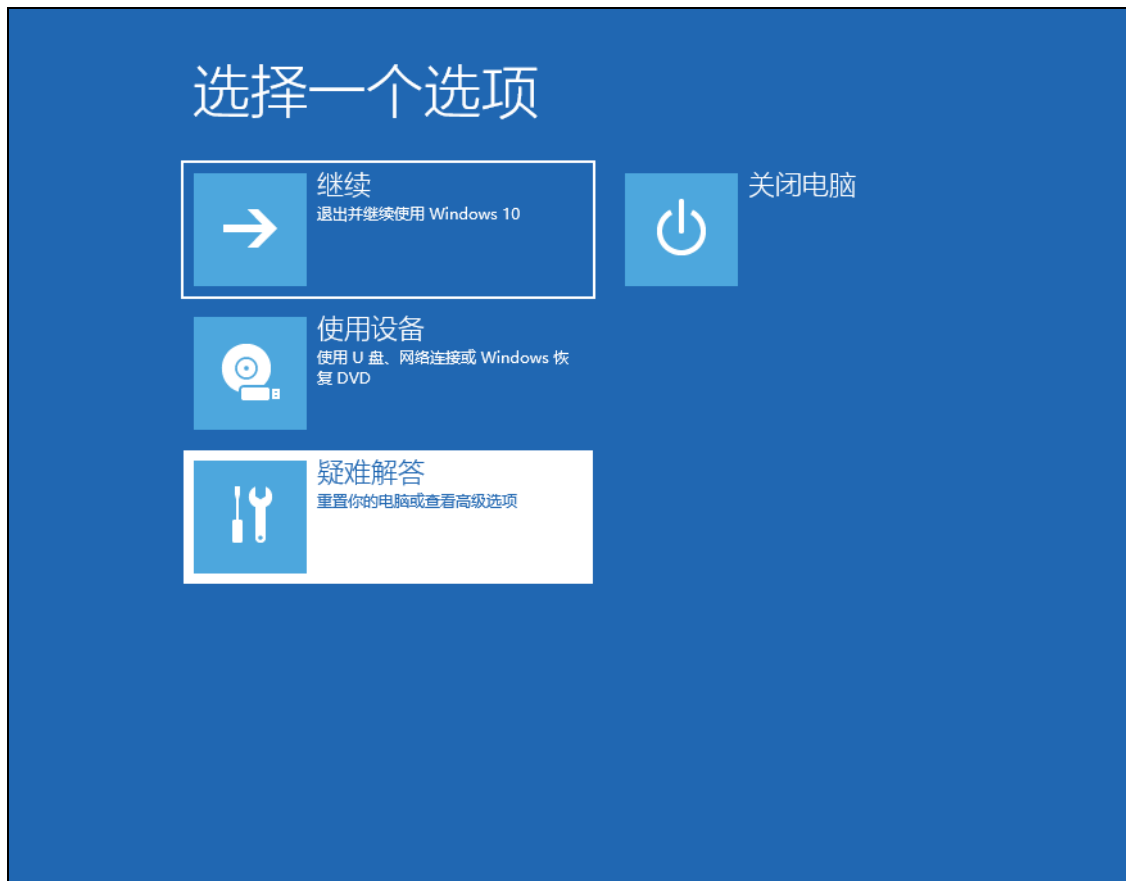 选择一个选项
继续
退出并继续使用 Windows 10
关闭电脑
使用设备
使用 U 盘、网络连接或 Windows 恢
复 DVD
疑难解答
重置你的电脑或查看高级选项